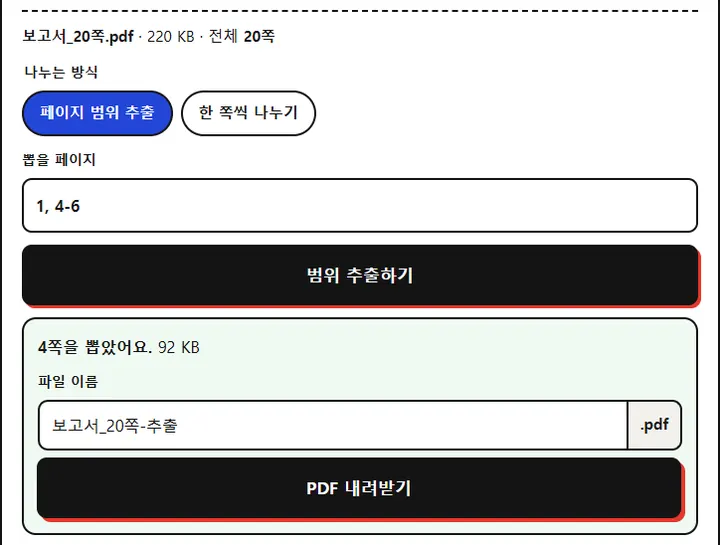 보고서_20쪽.pdf · 220 KB · 전체 20쪽
나누는 방식
페이지 범위 추출 한 쪽씩 나누기
뽑을 페이지
1, 4-6
범위 추출하기
4쪽을 뽑았어요. 92 KB
파일 이름
보고서_20쪽-추출 .pdf
PDF 내려받기